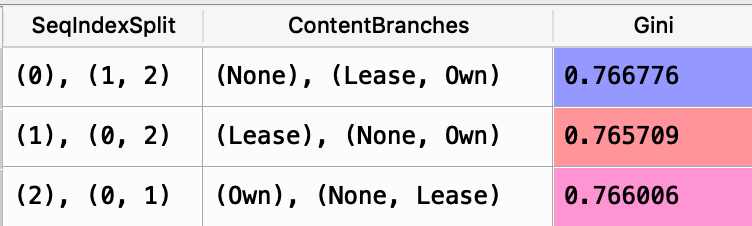 SeqIndexSplit ContentBranches Gini
(0), (1, 2) (None), (Lease, Own) 0.766776
(1), (0, 2) (Lease), (None, Own) 0.765709
(2), (0, 1) (Own), (None, Lease) 0.766006